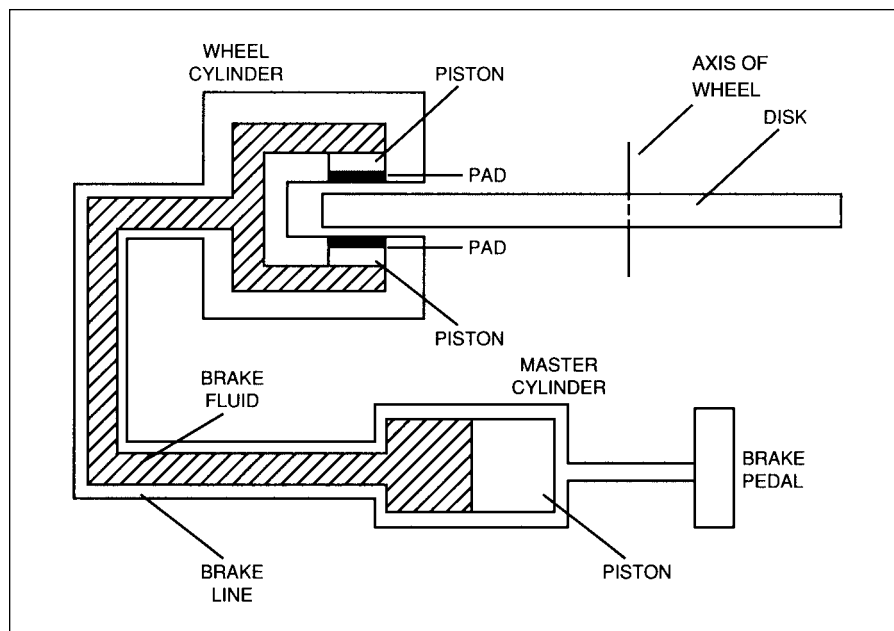 WHEEL
CYLINDER
PISTON
AXIS OF
WHEEL
DISK
PAD
PAD
PISTON
MASTER
CYLINDER
BRAKE
FLUID
BRAKE
PEDAL
BRAKE
LINE
PISTON